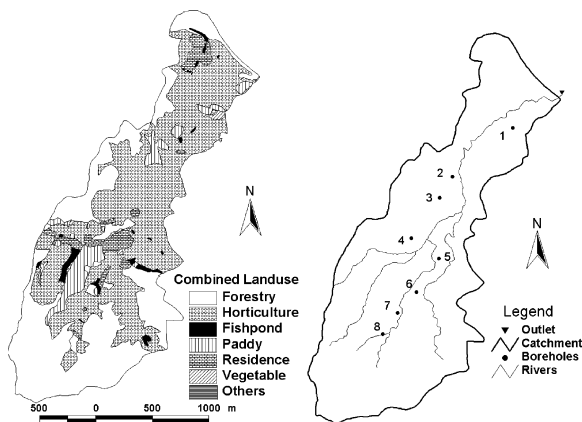 N
Combined Landuse
Forestry
Horticulture
Fishpond
Paddy
Residence
Vegetable
Others
500 0 500 1000 m
1
2
3
4
5
6
7
8
N
Legend
Outlet
Catchment
Boreholes
Rivers